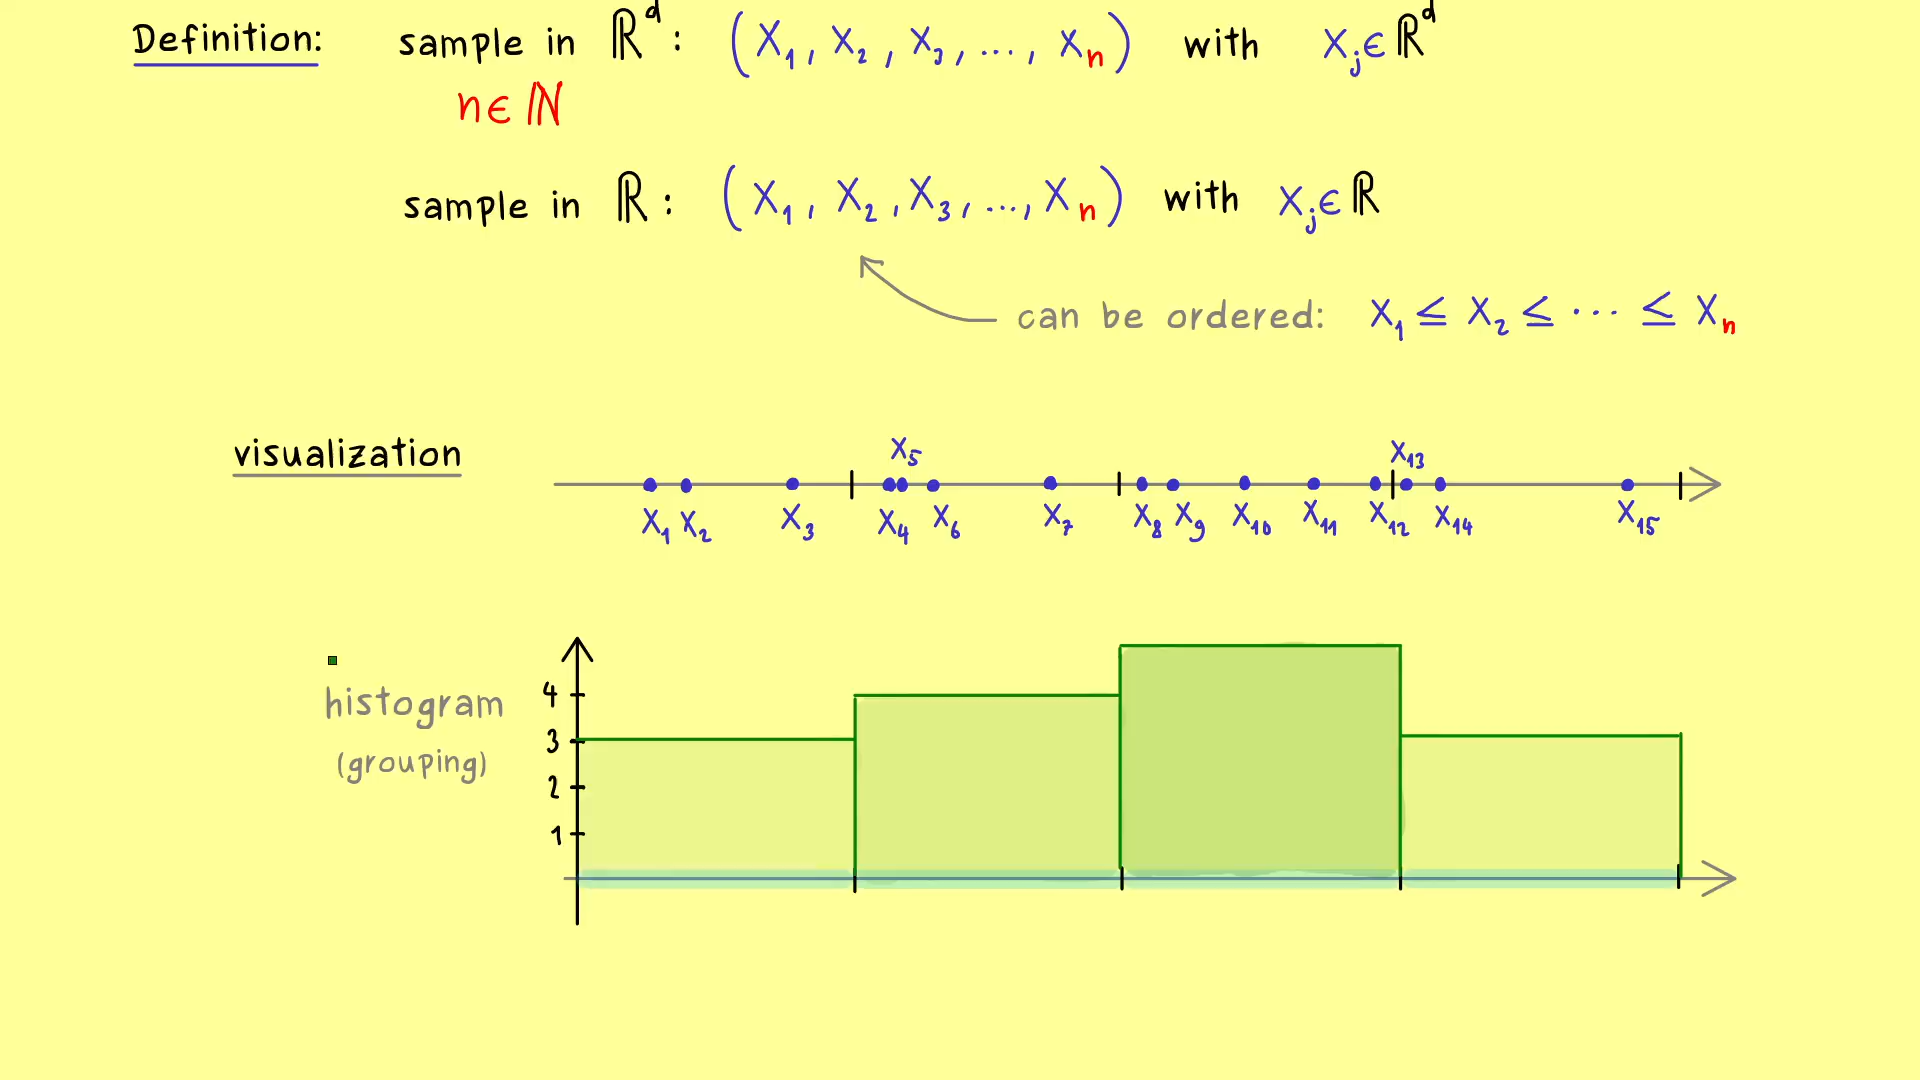 Definition: sample in ℝᵈ: (X₁, X₂, X₃, ..., Xₙ) with Xⱼ ∈ ℝᵈ
n ∈ ℕ
sample in ℝ: (X₁, X₂, X₃, ..., Xₙ) with Xⱼ ∈ ℝ
can be ordered: X₁ ≤ X₂ ≤ ··· ≤ Xₙ
visualization
X₅ X₁₃
X₁ X₂ X₃ X₄ X₆ X₇ X₈ X₉ X₁₀ X₁₁ X₁₂ X₁₄ X₁₅
histogram
(grouping)
4
3
2
1